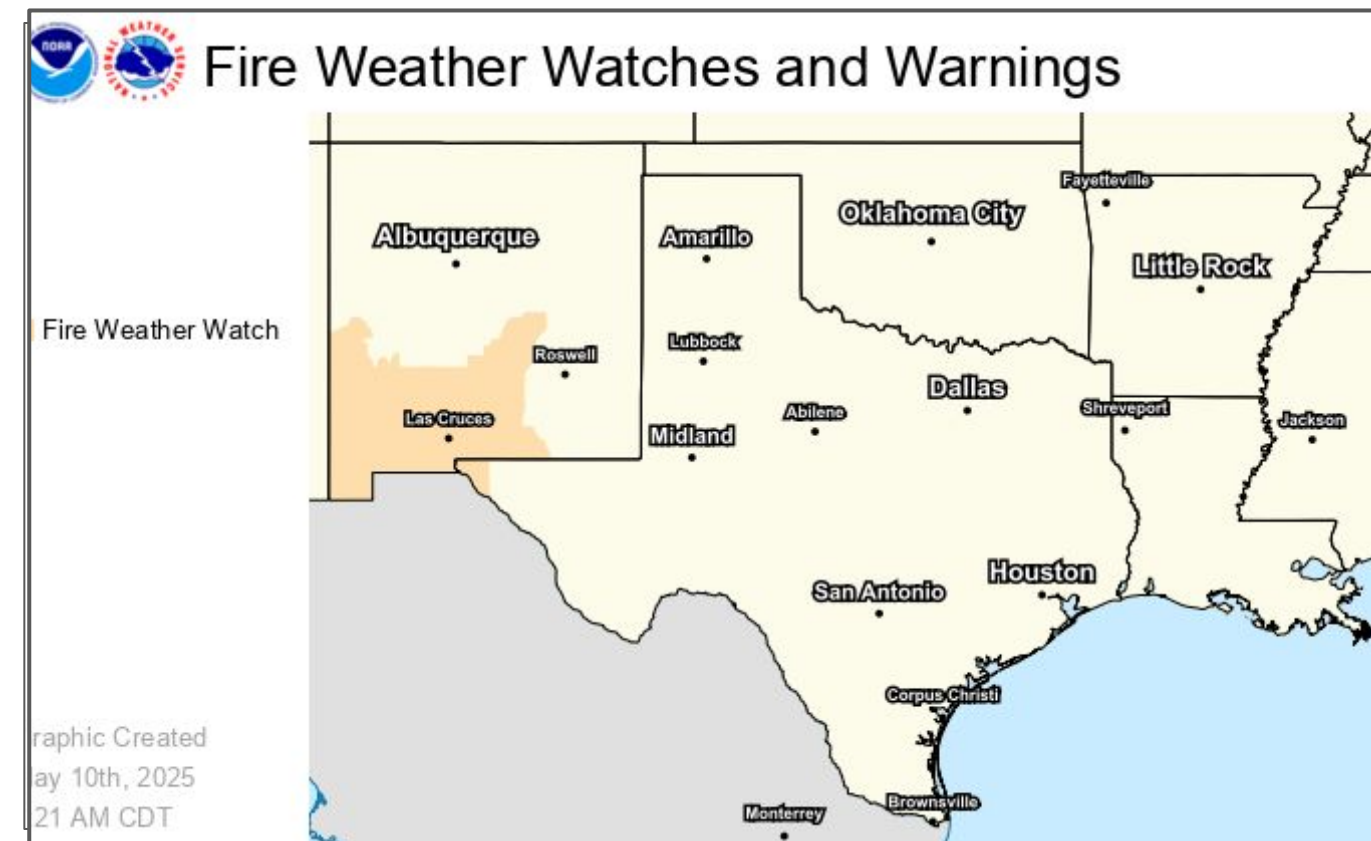 NOAA
NATIONAL WEATHER SERVICE
Fire Weather Watches and Warnings
Fayetteville
Oklahoma City
Albuquerque
Amarillo
Little Rock
Fire Weather Watch
Lubbock
Roswell
Dallas
Abilene
Shreveport
Las Cruces
Jackson
Midland
Houston
San Antonio
Corpus Christi
raphic Created
ay 10th, 2025
21 AM CDT
Brownsville
Monterrey